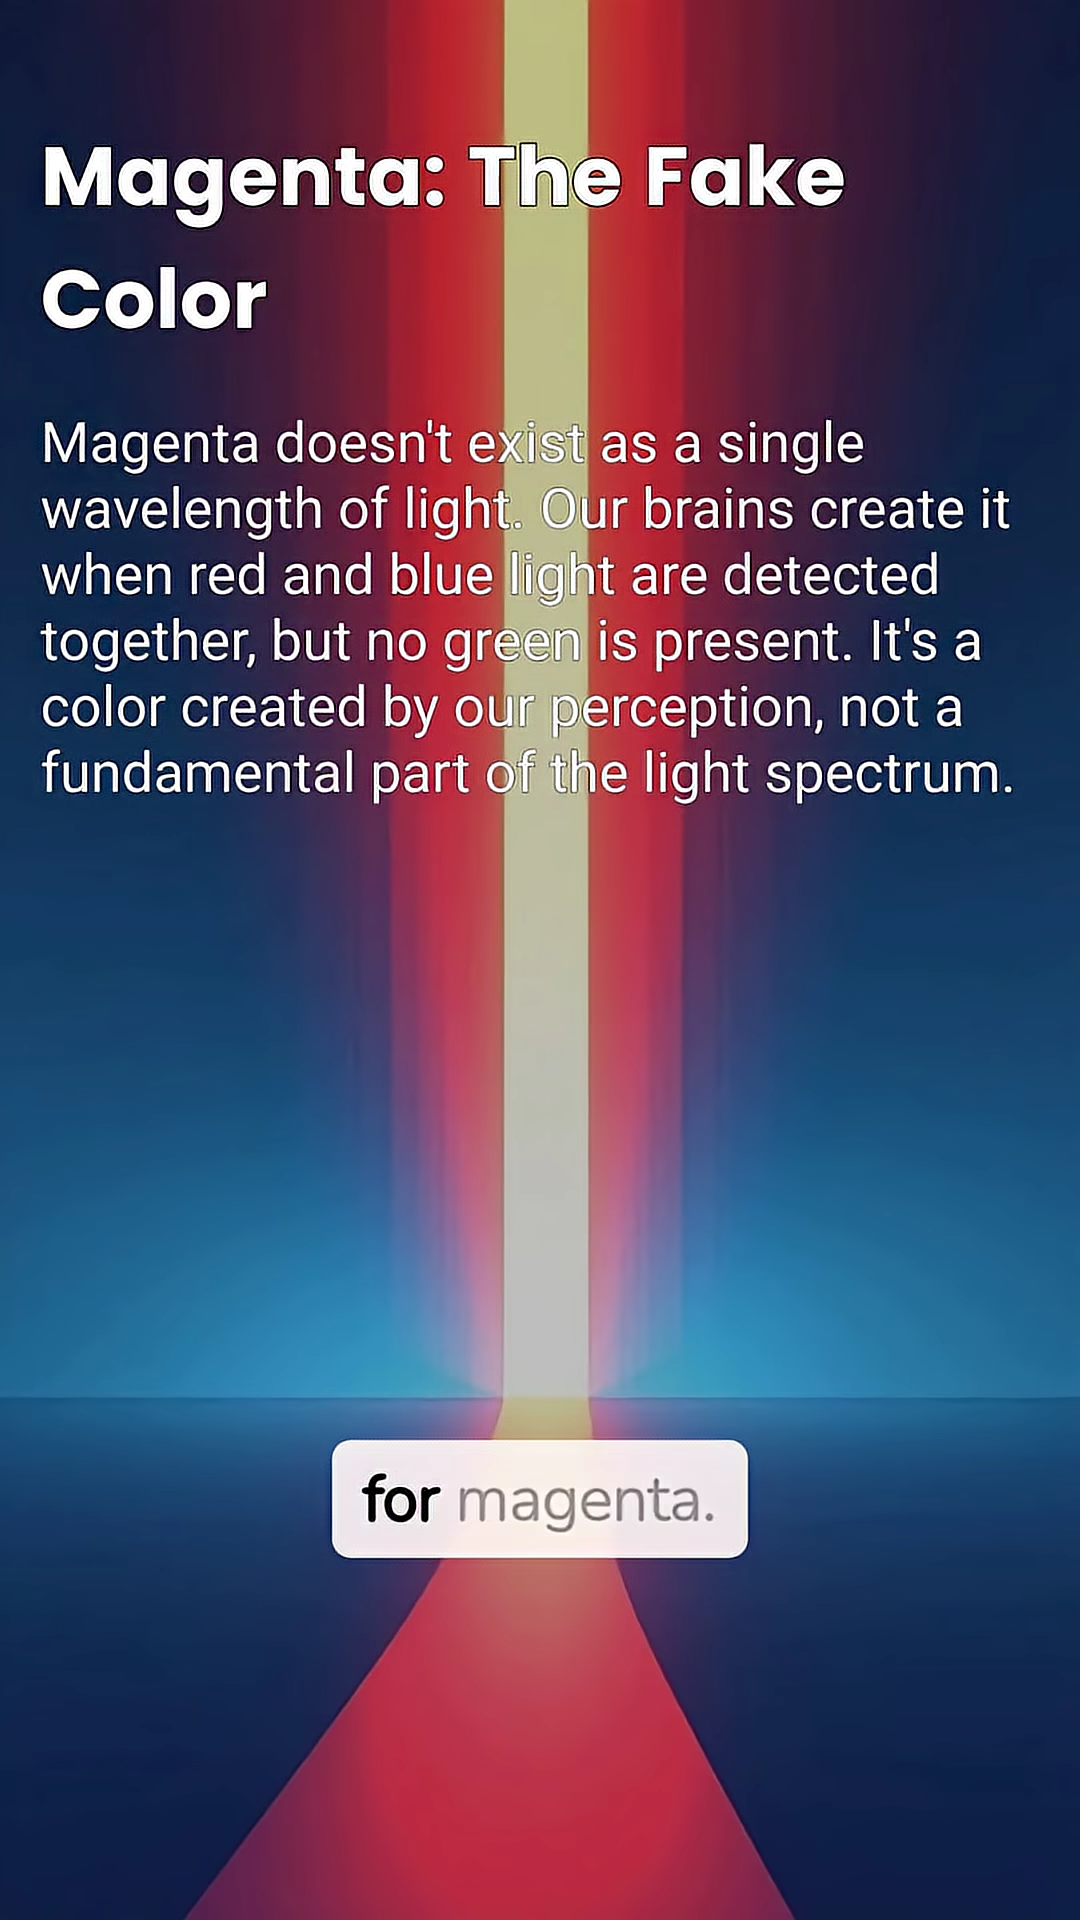 Magenta: The Fake
Color
Magenta doesn't exist as a single
wavelength of light. Our brains create it
when red and blue light are detected
together, but no green is present. It's a
color created by our perception, not a
fundamental part of the light spectrum.
for magenta.